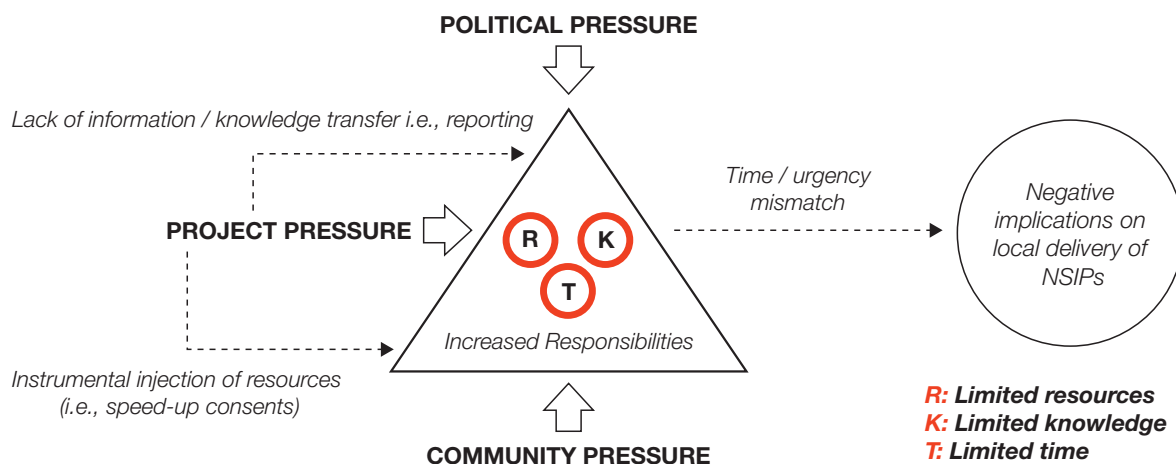 POLITICAL PRESSURE
Lack of information / knowledge transfer i.e., reporting
Time / urgency
mismatch
Negative
implications on
local delivery of
NSIPs
PROJECT PRESSURE
R
K
T
Increased Responsibilities
Instrumental injection of resources
(i.e., speed-up consents)
COMMUNITY PRESSURE
R: Limited resources
K: Limited knowledge
T: Limited time